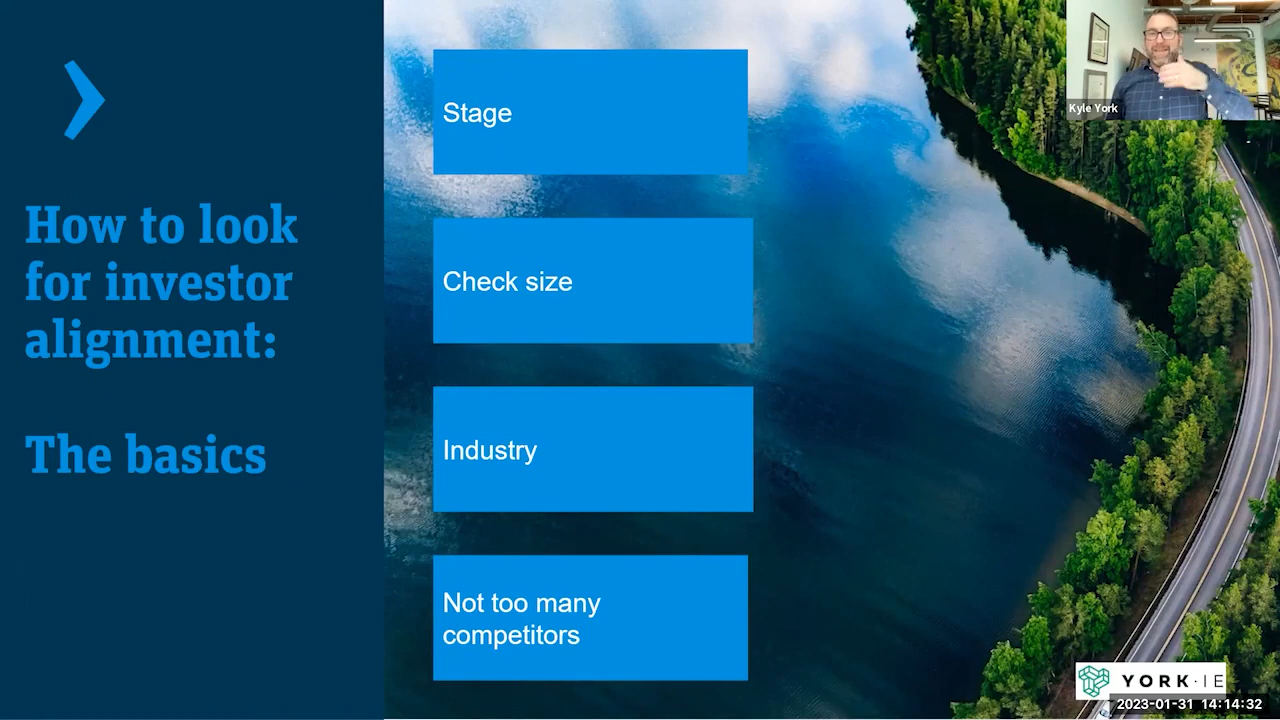 How to look
for investor
alignment:
The basics
Stage
Check size
Industry
Not too many
competitors
Kyle York
YORK·IE
2023-01-31 14:14:32